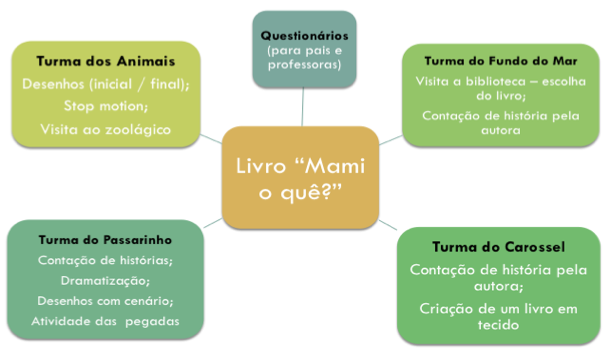 Questionários
(para pais e
professoras)
Turma dos Animais
Desenhos (inicial / final);
Stop motion;
Visita ao zoológico
Turma do Fundo do Mar
Visita a biblioteca – escolha
do livro;
Contação de história pela
autora
Livro “Mami
o quê?”
Turma do Passarinho
Contação de histórias;
Dramatização;
Desenhos com cenário;
Atividade das pegadas
Turma do Carossel
Contação de história pela
autora;
Criação de um livro em
tecido